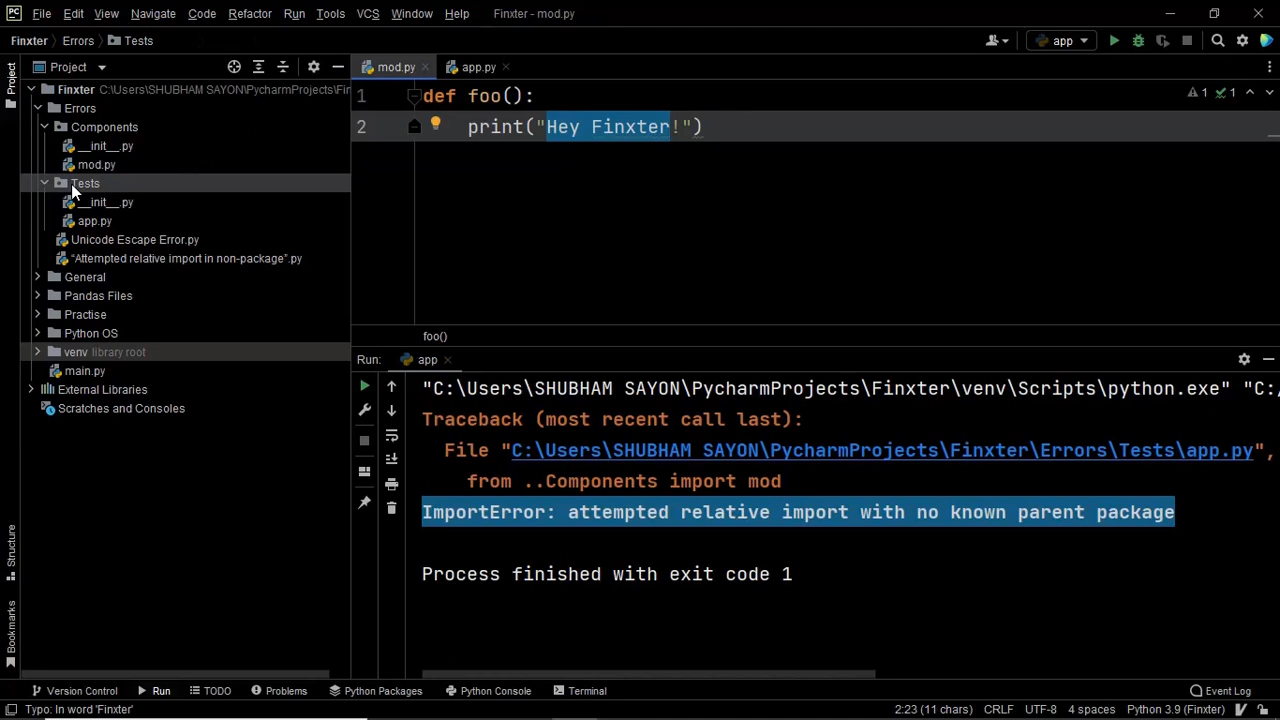 PC File Edit View Navigate Code Refactor Run Tools VCS Window Help Finxter - mod.py
Finxter Errors Tests app
Project
Project
mod.py app.py
Finxter C:\Users\SHUBHAM SAYON\PycharmProjects\Fin
Errors
Components
__init__.py
mod.py
Tests
__init__.py
app.py
Unicode Escape Error.py
“Attempted relative import in non-package”.py
General
Pandas Files
Practise
Python OS
venv library root
main.py
External Libraries
Scratches and Consoles
Structure
Bookmarks
1 def foo():
2 print("Hey Finxter!")
1 1
foo()
Run: app
"C:\Users\SHUBHAM SAYON\PycharmProjects\Finxter\venv\Scripts\python.exe" "C:
Traceback (most recent call last):
File "C:\Users\SHUBHAM SAYON\PycharmProjects\Finxter\Errors\Tests\app.py",
from ..Components import mod
ImportError: attempted relative import with no known parent package
Process finished with exit code 1
Version Control Run TODO Problems Python Packages Python Console Terminal Event Log
Typo: In word 'Finxter' 2:23 (11 chars) CRLF UTF-8 4 spaces Python 3.9 (Finxter)